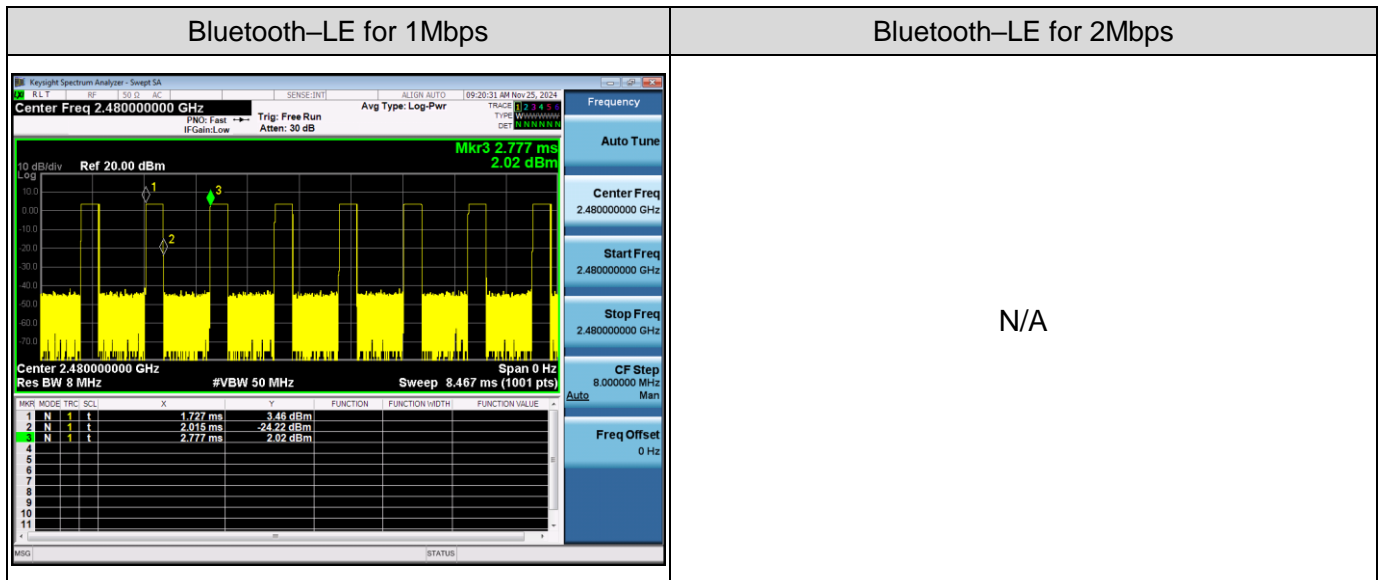 Bluetooth–LE for 1Mbps
Bluetooth–LE for 2Mbps
Keysight Spectrum Analyzer - Swept SA
RLT RF 50 Ω AC SENSE:INT ALIGN AUTO 09:20:31 AM Nov 25, 2024
Center Freq 2.480000000 GHz
PNO: Fast
IFGain:Low
Trig: Free Run
Atten: 30 dB
Avg Type: Log-Pwr
TRACE 1 2 3 4 5 6
TYPE WWWWWW
DET N N N N N N
Mkr3 2.777 ms
2.02 dBm
10 dB/div Ref 20.00 dBm
Log
10.0
0.00
-10.0
-20.0
-30.0
-40.0
-50.0
-60.0
-70.0
1
2
3
Center 2.480000000 GHz Span 0 Hz
Res BW 8 MHz #VBW 50 MHz Sweep 8.467 ms (1001 pts)
MKR MODE TRC SCL X Y FUNCTION FUNCTION WIDTH FUNCTION VALUE
1 N 1 t 1.727 ms 3.46 dBm
2 N 1 t 2.015 ms -24.22 dBm
3 N 1 t 2.777 ms 2.02 dBm
4
5
6
7
8
9
10
11
MSG STATUS
Frequency
Auto Tune
Center Freq
2.480000000 GHz
Start Freq
2.480000000 GHz
Stop Freq
2.480000000 GHz
CF Step
8.000000 MHz
Auto Man
Freq Offset
0 Hz
N/A